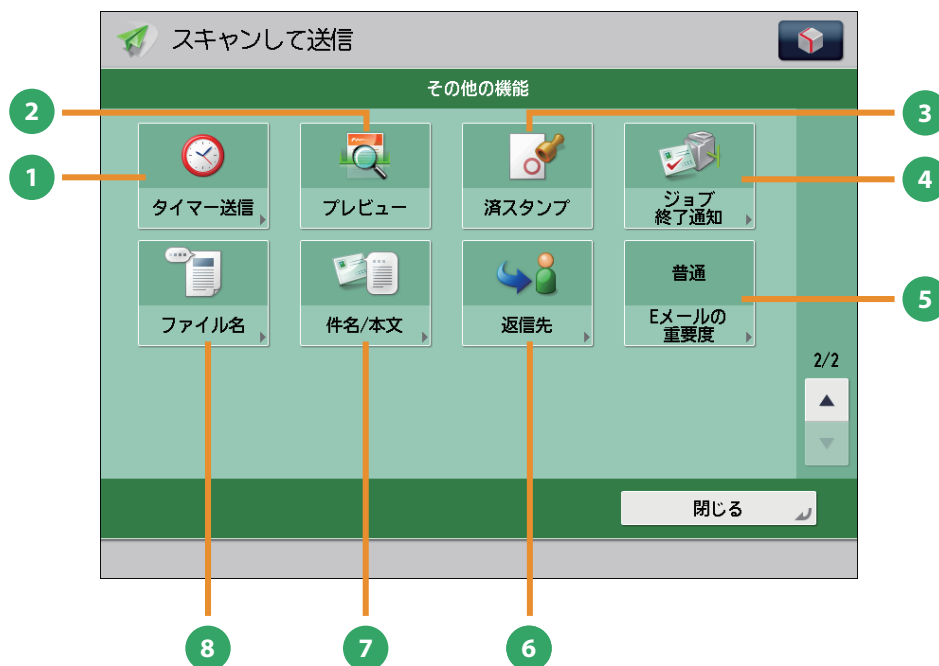 スキャンして送信
その他の機能
2
3
1
4
タイマー送信
プレビュー
済スタンプ
ジョブ
終了通知
普通
5
ファイル名
件名/本文
返信先
Eメールの
重要度
2/2
閉じる
8
7
6